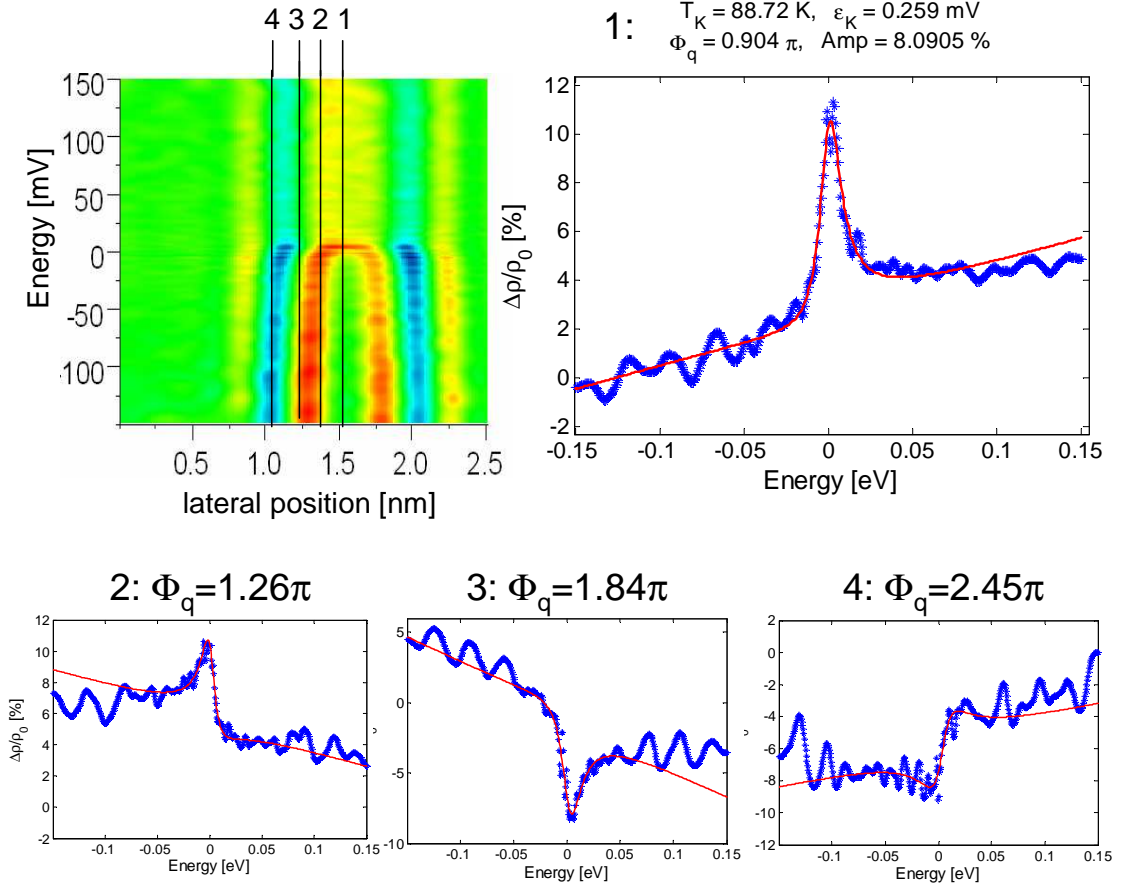 4 3 2 1
150
100
50
0
-50
100
Energy [mV]
0.5 1.0 1.5 2.0 2.5
lateral position [nm]
1:
T_K = 88.72 K, ε_K = 0.259 mV
Φ_q = 0.904 π, Amp = 8.0905 %
12
10
8
6
4
2
0
-2
Δρ/ρ_0 [%]
-0.15 -0.1 -0.05 0 0.05 0.1 0.15
Energy [eV]
2: Φ_q=1.26π
12
10
8
6
4
2
0
-2
Δρ/ρ_0 [%]
-0.1 -0.05 0 0.05 0.1 0.15
Energy [eV]
3: Φ_q=1.84π
5
0
-5
-10
-0.1 -0.05 0 0.05 0.1 0.15
Energy [eV]
4: Φ_q=2.45π
0
-2
-4
-6
-8
-10
-12
-0.1 -0.05 0 0.05 0.1 0.15
Energy [eV]